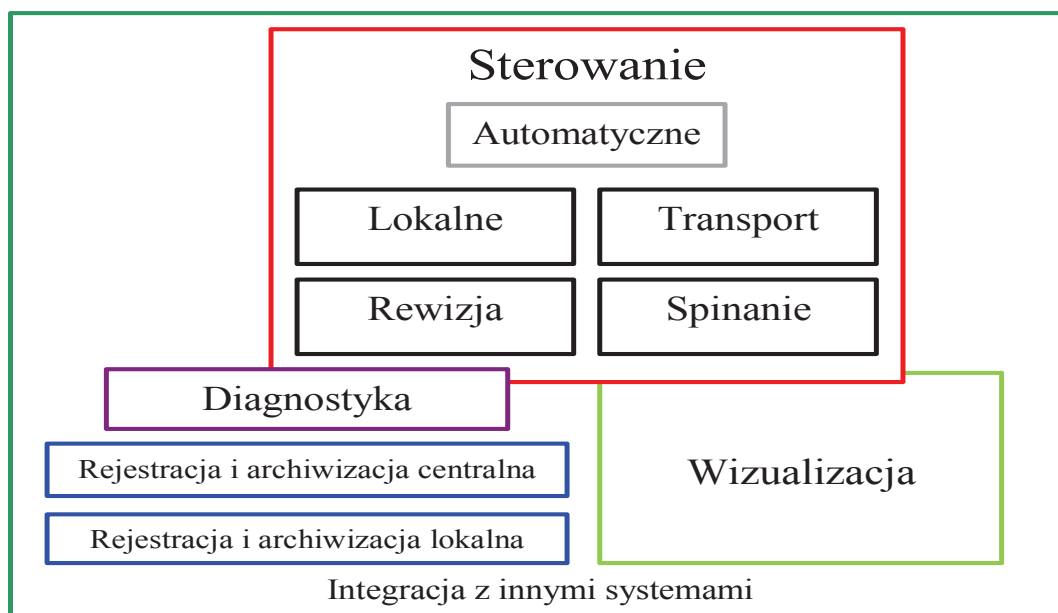 Sterowanie
Automatyczne
Lokalne
Transport
Rewizja
Spinanie
Diagnostyka
Rejestracja i archiwizacja centralna
Wizualizacja
Rejestracja i archiwizacja lokalna
Integracja z innymi systemami